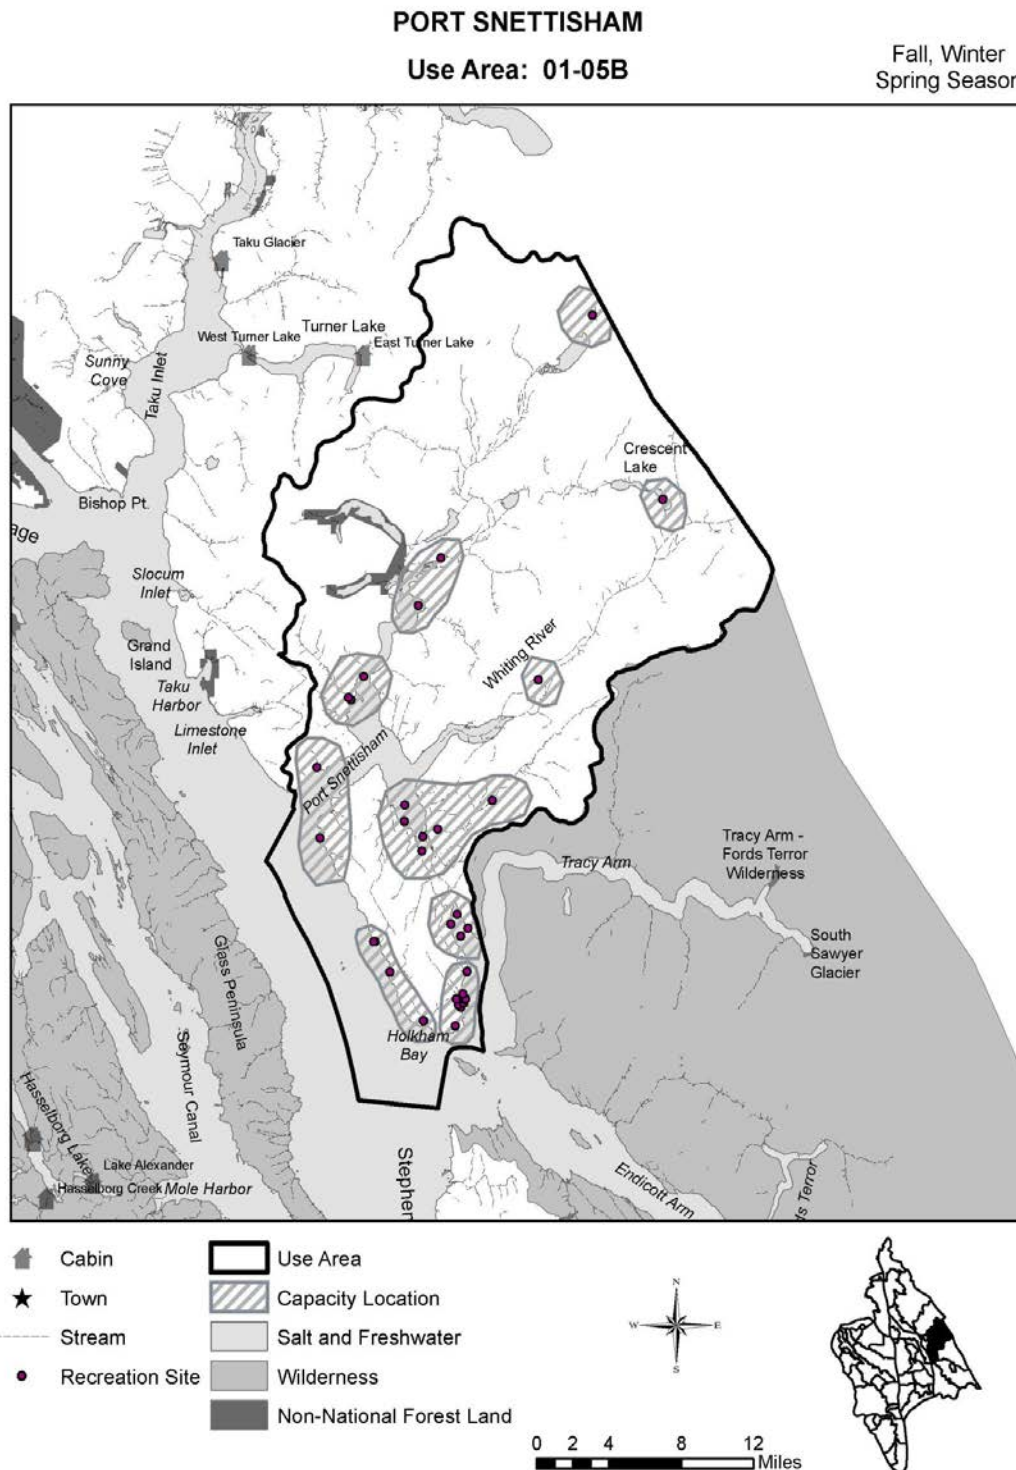 PORT SNETTISHAM
Use Area: 01-05B
Fall, Winter
Spring Season
Taku Glacier
Turner Lake
West Turner Lake
East Turner Lake
Sunny
Cove
Taku Inlet
Crescent
Lake
Bishop Pt.
age
Slocum
Inlet
Grand
Island
Taku
Harbor
Limestone
Inlet
Whiting River
Port Snettisham
Tracy Arm
Tracy Arm -
Fords Terror
Wilderness
South
Sawyer
Glacier
Glass Peninsula
Seymour Canal
Holkham
Bay
Hasselborg Lake
Lake Alexander
Hasselborg Creek
Mole Harbor
Stephen
Endicott Arm
ds Terror
Cabin
Use Area
Town
Capacity Location
Stream
Salt and Freshwater
Recreation Site
Wilderness
Non-National Forest Land
N
W
E
S
0 2 4 8 12
Miles